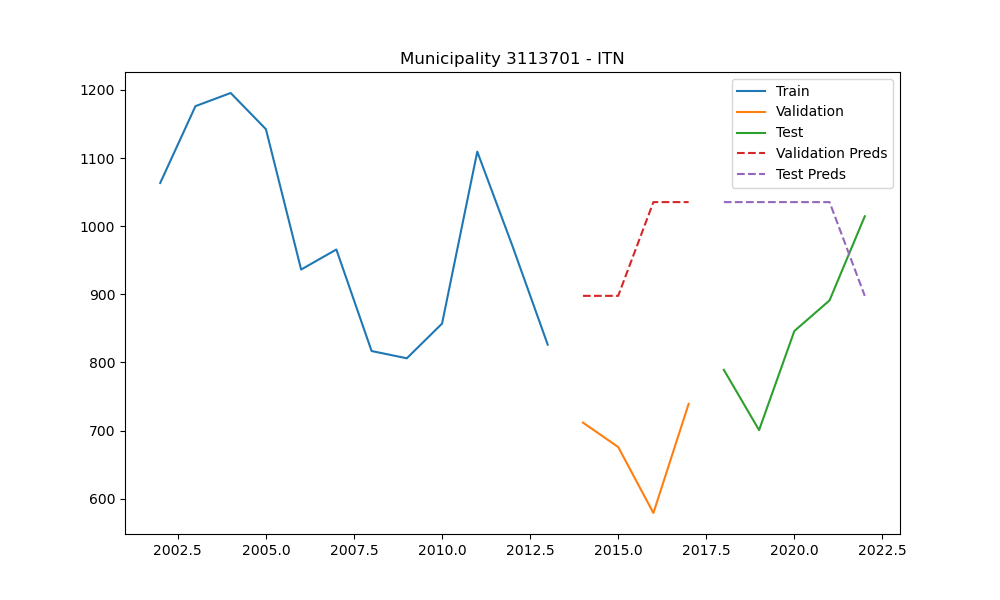 Municipality 3113701 - ITN
Train
Validation
Test
Validation Preds
Test Preds
1200
1100
1000
900
800
700
600
2002.5 2005.0 2007.5 2010.0 2012.5 2015.0 2017.5 2020.0 2022.5